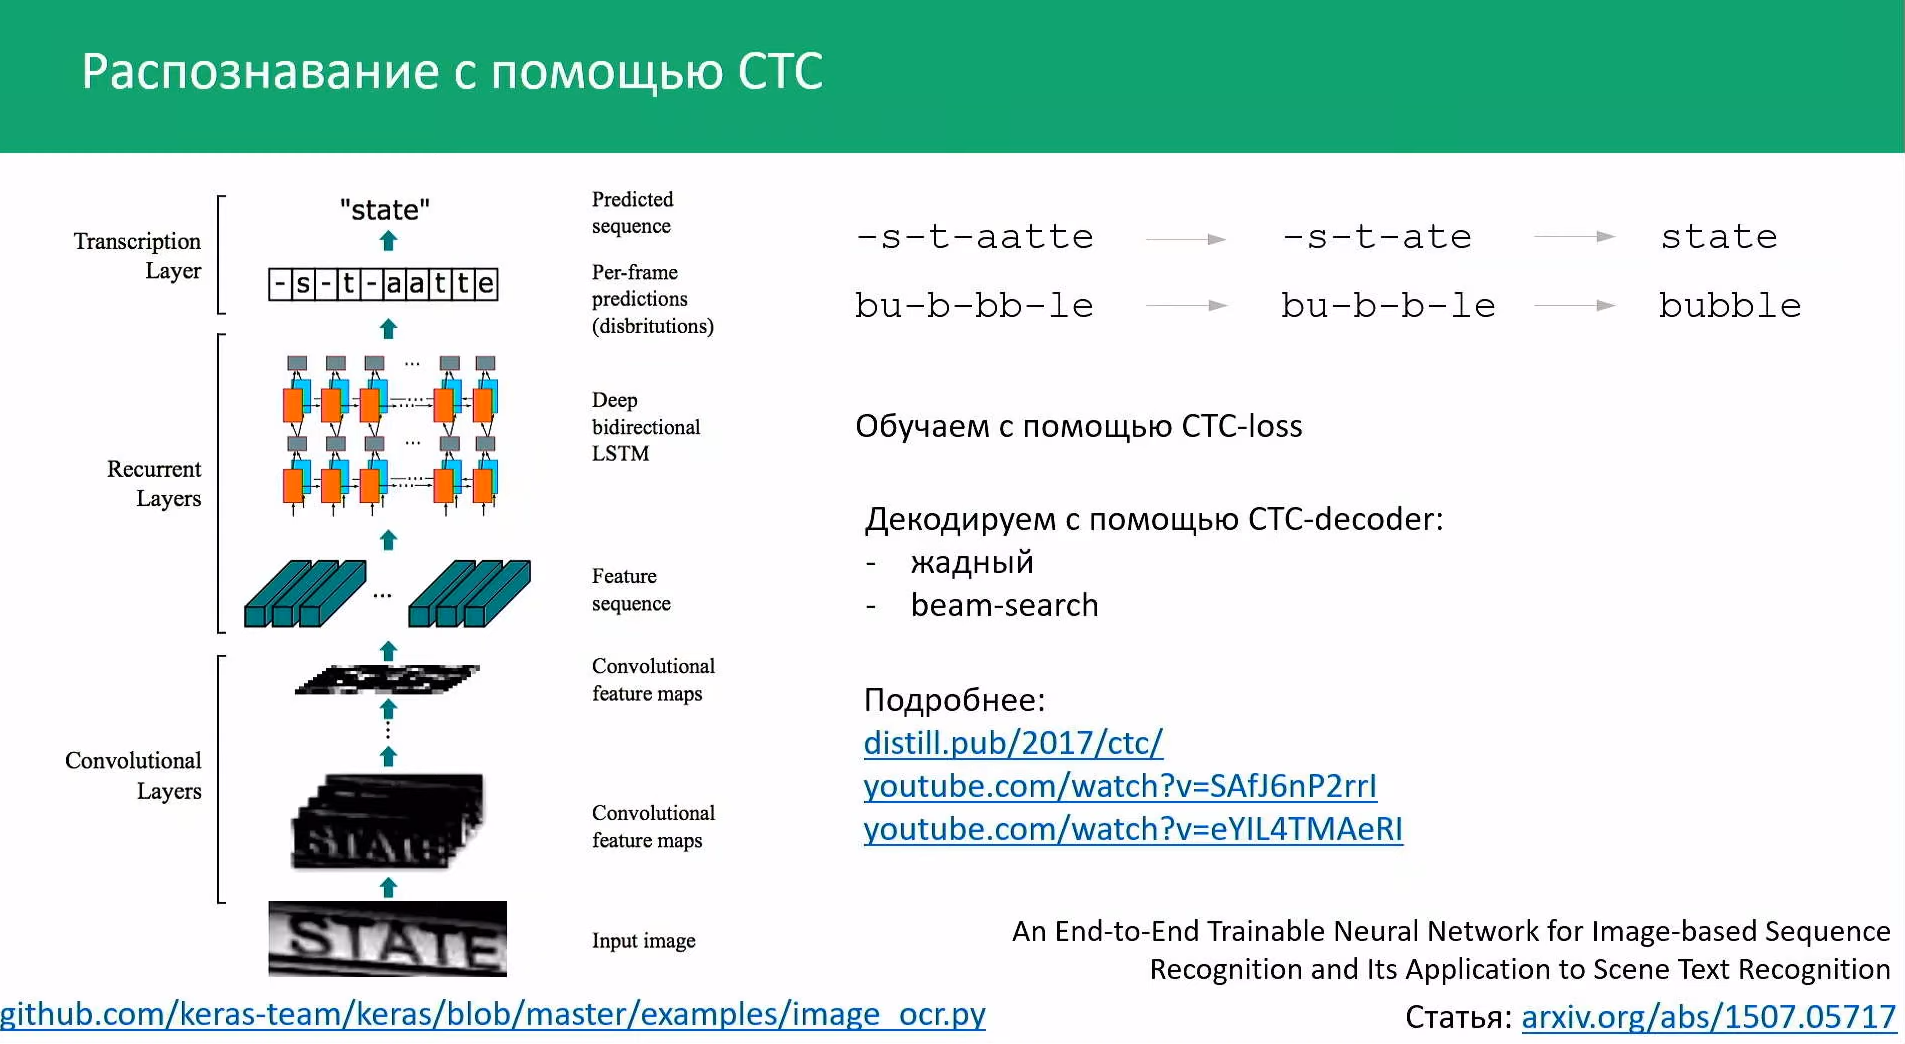 Распознавание с помощью CTC
Transcription
Layer
"state"
- s - t - a a t t e
Predicted
sequence
Per-frame
predictions
(disbritutions)
Recurrent
Layers
Deep
bidirectional
LSTM
...
Feature
sequence
Convolutional
Layers
Convolutional
feature maps
STATE
Convolutional
feature maps
STATE
Input image
-s-t-aatte
-s-t-ate
state
bu-b-bb-le
bu-b-b-le
bubble
Обучаем с помощью CTC-loss
Декодируем с помощью CTC-decoder:
- жадный
- beam-search
Подробнее:
distill.pub/2017/ctc/
youtube.com/watch?v=SAfJ6nP2rrI
youtube.com/watch?v=eYIL4TMAeRI
An End-to-End Trainable Neural Network for Image-based Sequence
Recognition and Its Application to Scene Text Recognition
github.com/keras-team/keras/blob/master/examples/image_ocr.py
Статья: arxiv.org/abs/1507.05717